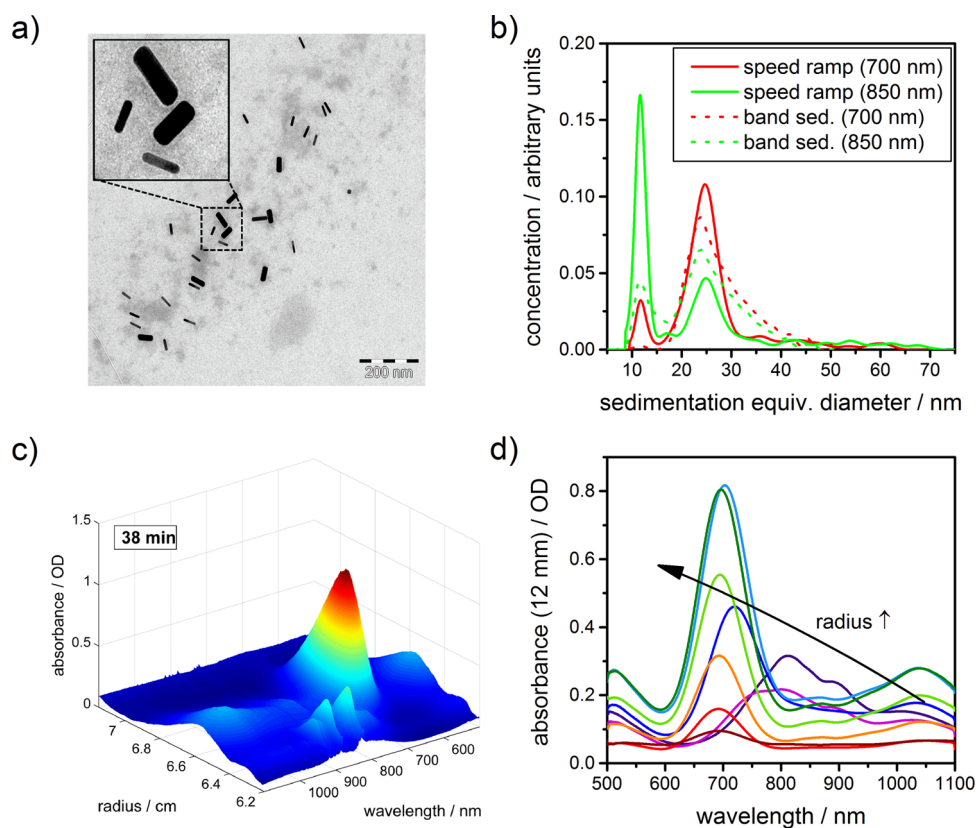 a)
200 nm
b)
0.20
0.15
0.10
0.05
0.00
concentration / arbitrary units
speed ramp (700 nm)
speed ramp (850 nm)
band sed. (700 nm)
band sed. (850 nm)
10 20 30 40 50 60 70
sedimentation equiv. diameter / nm
c)
38 min
1.5
1
0.5
0
absorbance / OD
7
6.8
6.6
6.4
6.2
radius / cm
1000
900
800
700
600
wavelength / nm
d)
0.8
0.6
0.4
0.2
0.0
absorbance (12 mm) / OD
radius ↑
500 600 700 800 900 1000 1100
wavelength / nm